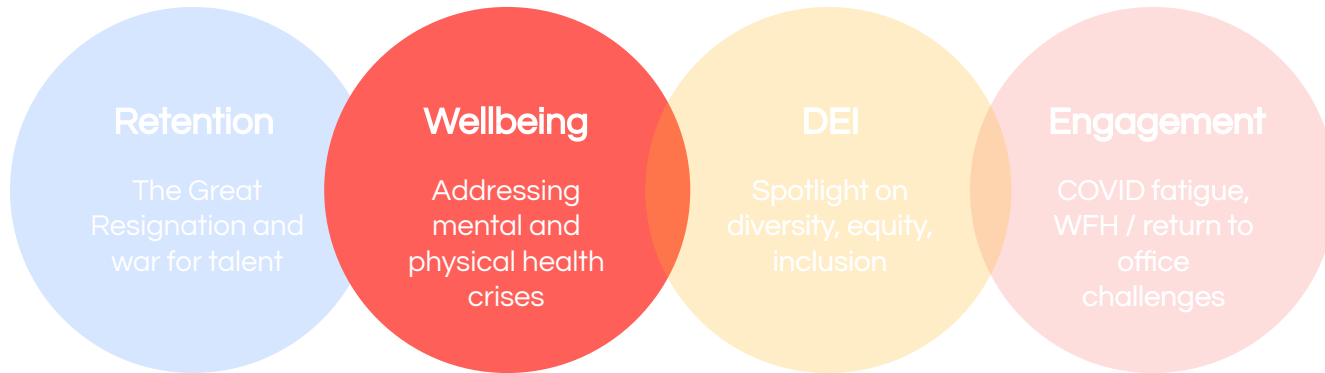 Retention
The Great
Resignation and
war for talent
Wellbeing
Addressing
mental and
physical health
crises
DEI
Spotlight on
diversity, equity,
inclusion
Engagement
COVID fatigue,
WFH / return to
office
challenges